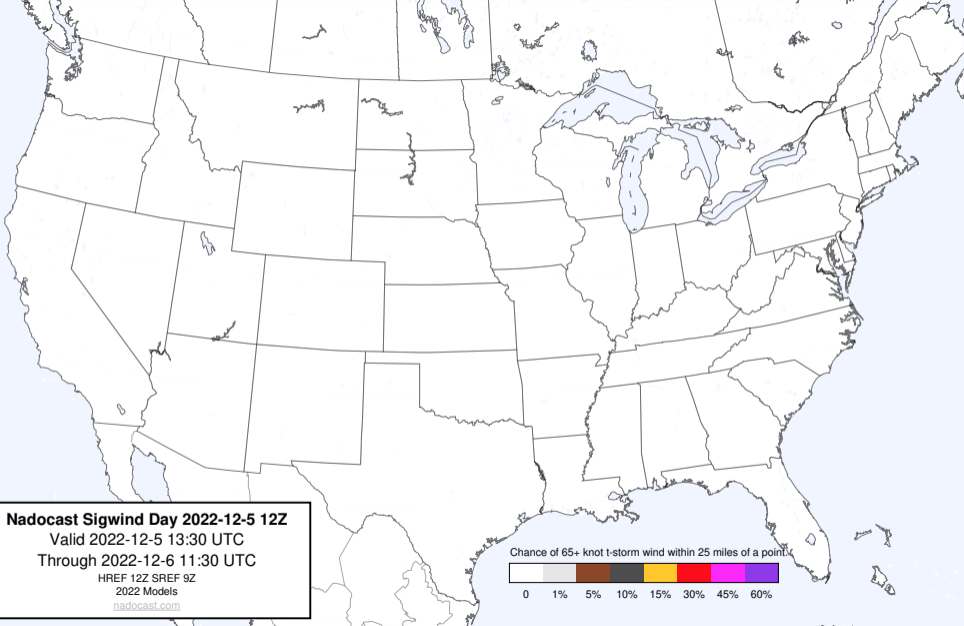 Nadocast Sigwind Day 2022-12-5 12Z
Valid 2022-12-5 13:30 UTC
Through 2022-12-6 11:30 UTC
HREF 12Z SREF 9Z
2022 Models
nadocast.com
Chance of 65+ knot t-storm wind within 25 miles of a point.
0 1% 5% 10% 15% 30% 45% 60%